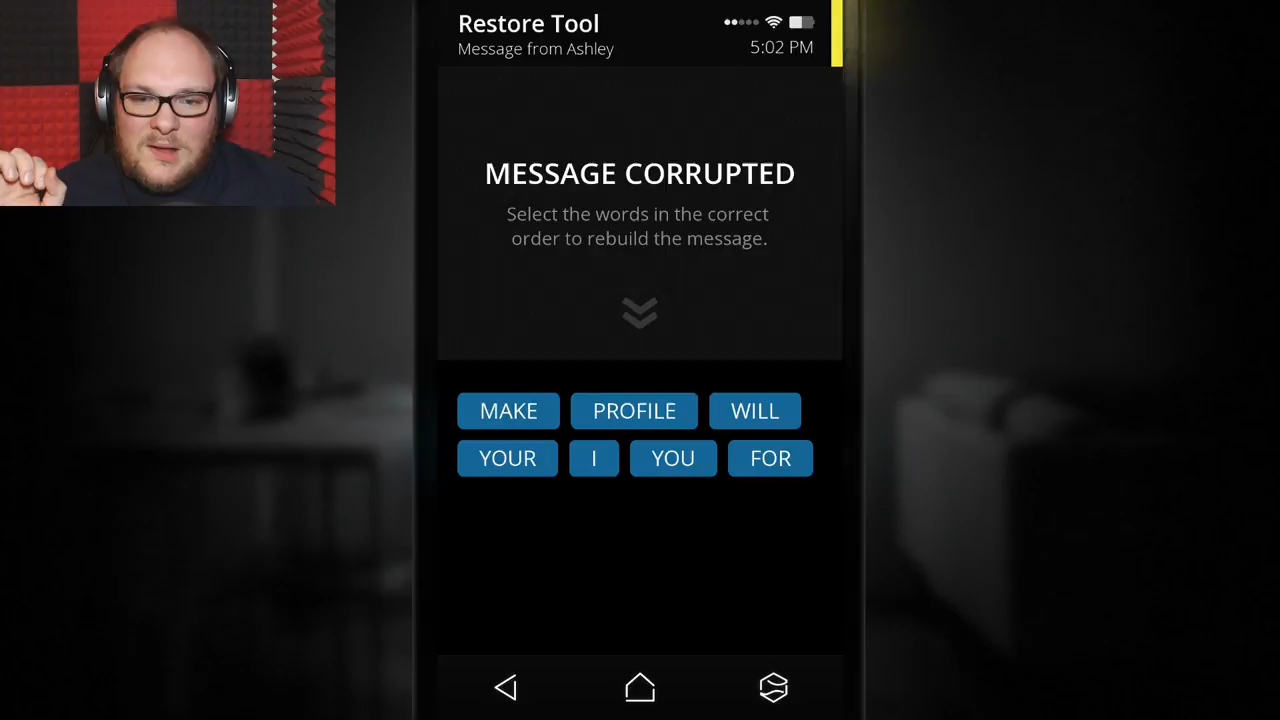 Restore Tool
Message from Ashley
5:02 PM
MESSAGE CORRUPTED
Select the words in the correct
order to rebuild the message.
MAKE PROFILE WILL
YOUR I YOU FOR